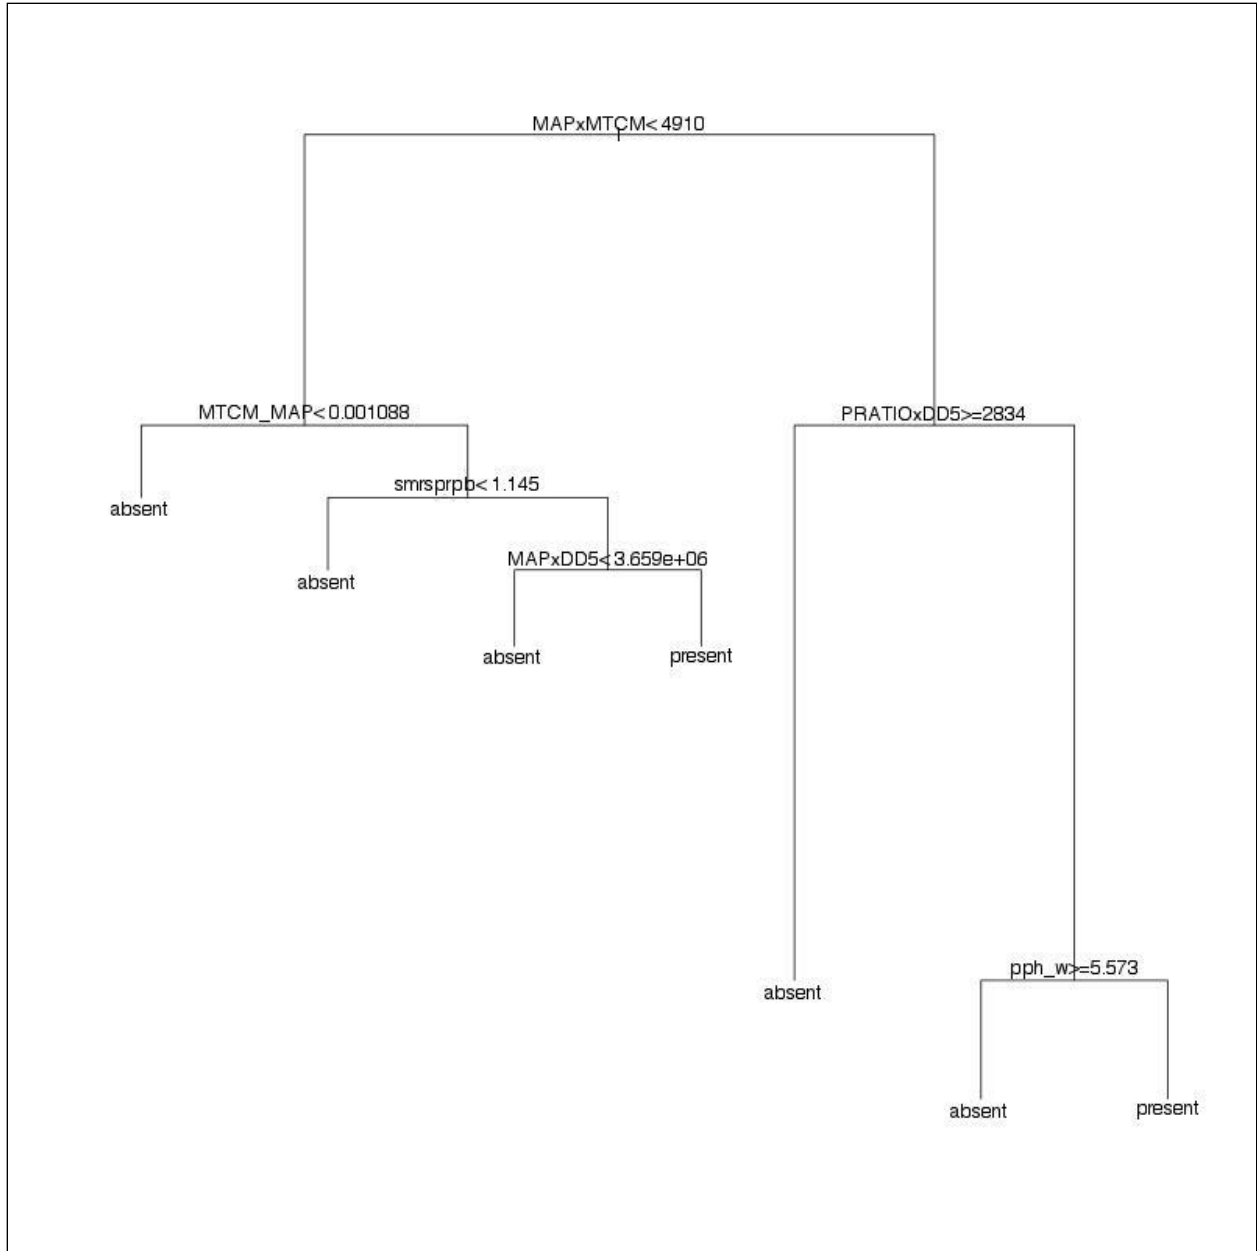 MAPxMTCM< 4910
MTCM_MAP< 0.001088
PRATIOxDD5>=2834
smrsprpb< 1.145
absent
MAPxDD5< 3.659e+06
absent
absent
present
pph_w>=5.573
absent
absent
present